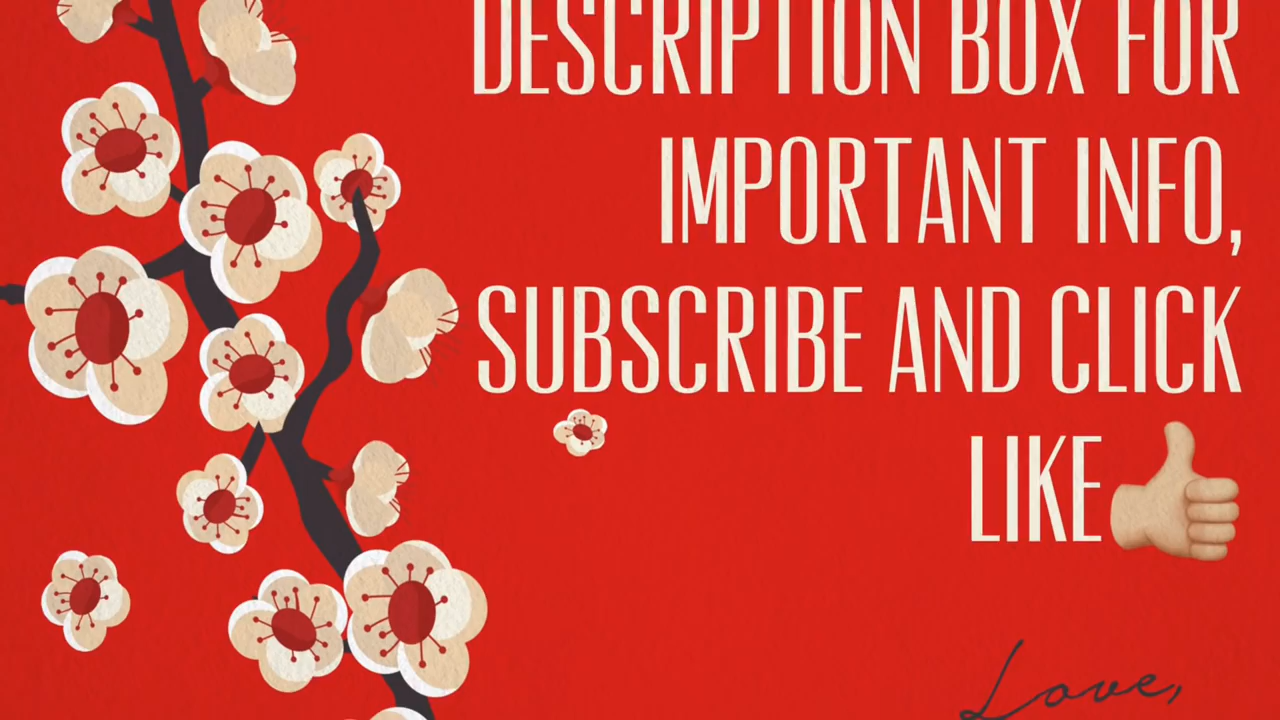 DESCRIPTION BOX FOR
IMPORTANT INFO,
SUBSCRIBE AND CLICK
LIKE👍🏼
Love,